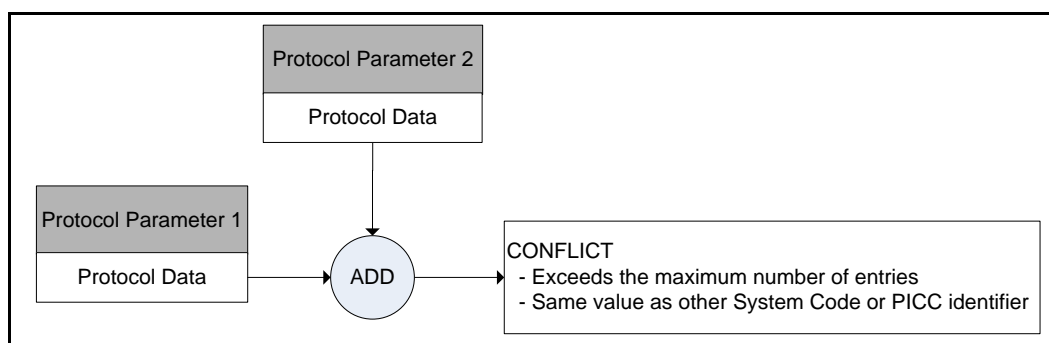 Protocol Parameter 2
Protocol Data
Protocol Parameter 1
Protocol Data
ADD
CONFLICT
- Exceeds the maximum number of entries
- Same value as other System Code or PICC identifier